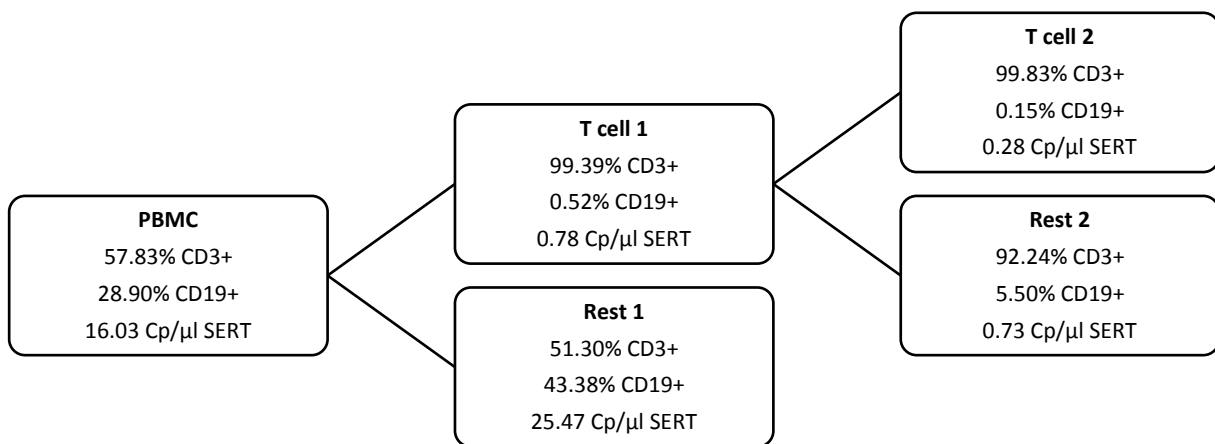 PBMC
57.83% CD3+
28.90% CD19+
16.03 Cp/µl SERT
T cell 1
99.39% CD3+
0.52% CD19+
0.78 Cp/µl SERT
Rest 1
51.30% CD3+
43.38% CD19+
25.47 Cp/µl SERT
T cell 2
99.83% CD3+
0.15% CD19+
0.28 Cp/µl SERT
Rest 2
92.24% CD3+
5.50% CD19+
0.73 Cp/µl SERT